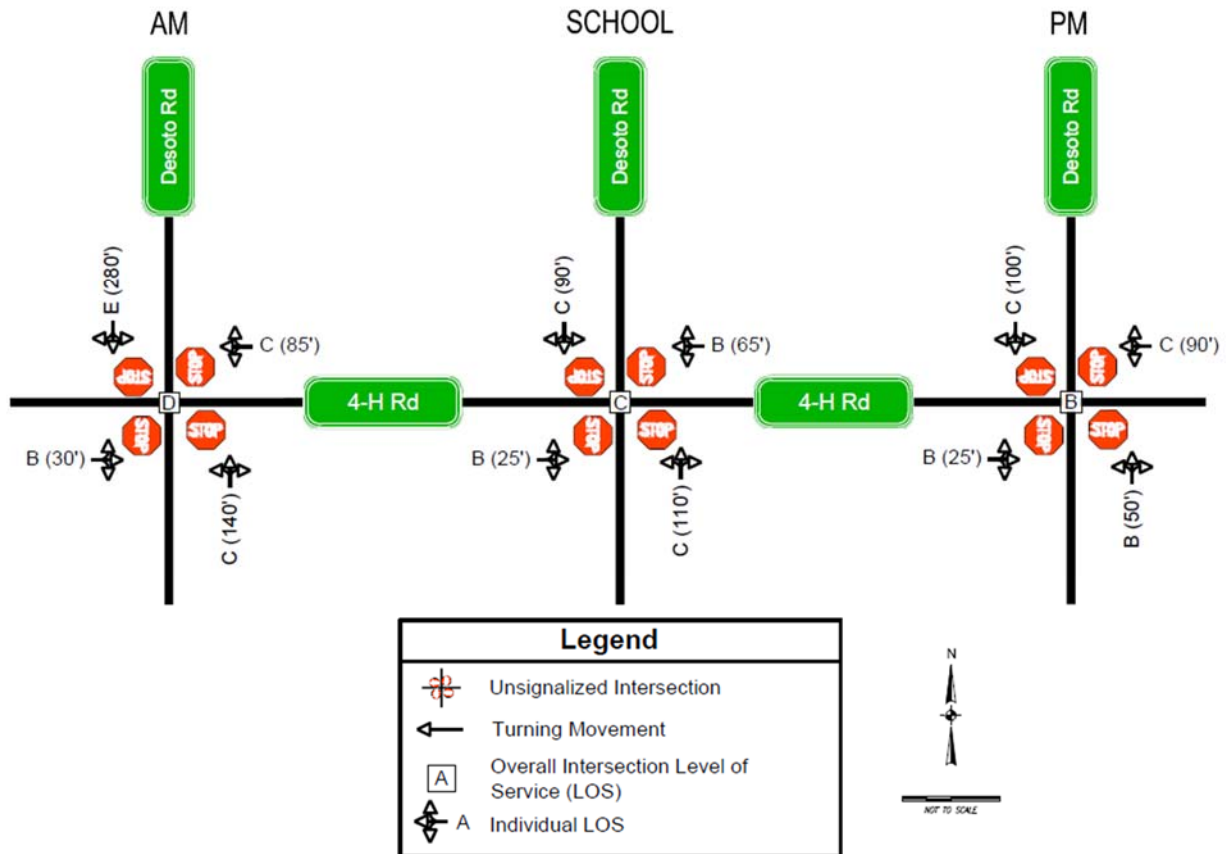 AM
SCHOOL
PM
Desoto Rd
Desoto Rd
Desoto Rd
E (280')
C (90')
C (100')
STOP
STOP
C (85')
STOP
STOP
B (65')
STOP
STOP
C (90')
D
4-H Rd
C
4-H Rd
B
B (30')
STOP
STOP
B (25')
STOP
STOP
B (25')
STOP
STOP
C (140')
C (110')
B (50')
Legend
Unsignalized Intersection
Turning Movement
A
Overall Intersection Level of
Service (LOS)
A
Individual LOS
N
NOT TO SCALE